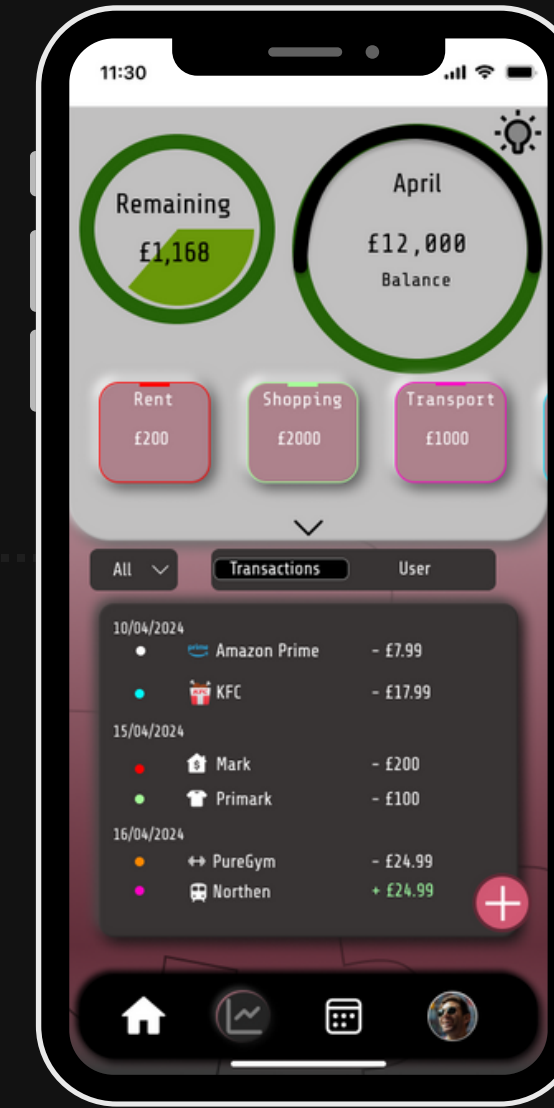 11:30
Remaining
£1,168
April
£12,000
Balance
Rent
£200
Shopping
£2000
Transport
£1000
All
Transactions
User
10/04/2024
prime Amazon Prime - £7.99
KFC KFC - £17.99
15/04/2024
$ Mark - £200
Primark - £100
16/04/2024
PureGym - £24.99
Northen + £24.99